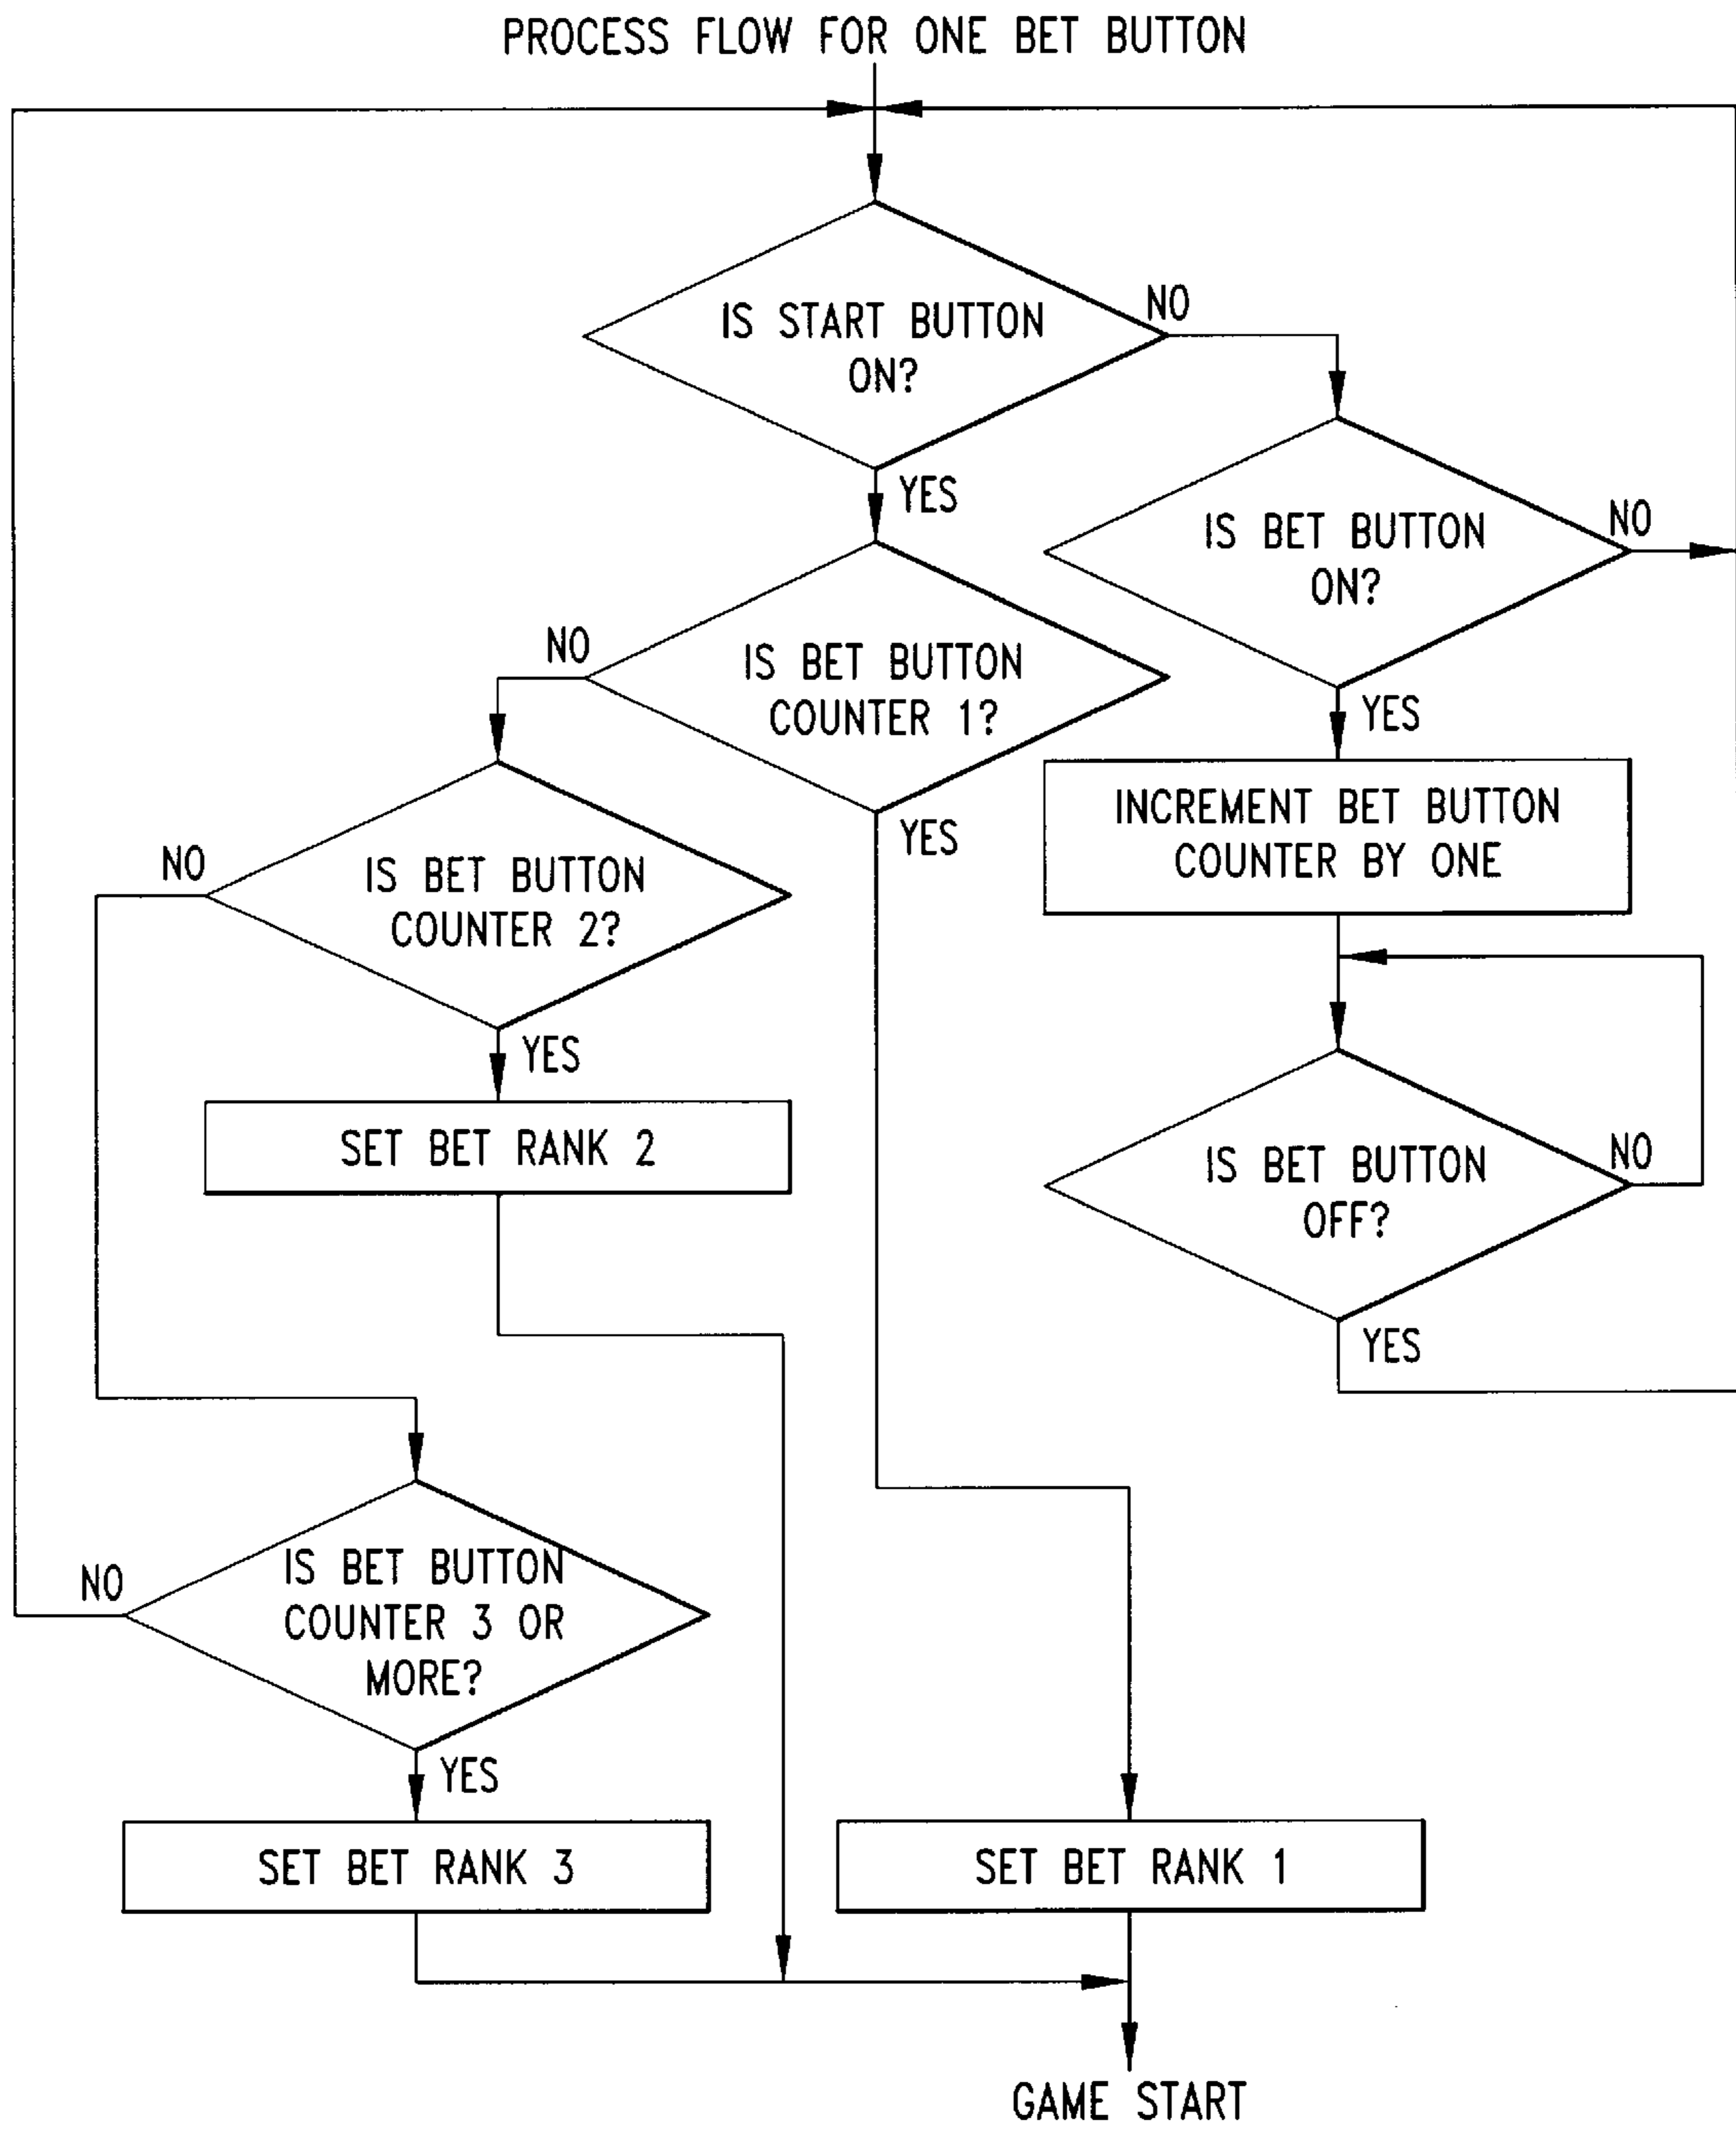 PROCESS FLOW FOR ONE BET BUTTON
IS START BUTTON
ON?
NO
YES
IS BET BUTTON
ON?
NO
YES
IS BET BUTTON
COUNTER 1?
NO
YES
INCREMENT BET BUTTON
COUNTER BY ONE
IS BET BUTTON
COUNTER 2?
NO
YES
SET BET RANK 2
IS BET BUTTON
OFF?
NO
YES
IS BET BUTTON
COUNTER 3 OR
MORE?
NO
YES
SET BET RANK 3
SET BET RANK 1
GAME START